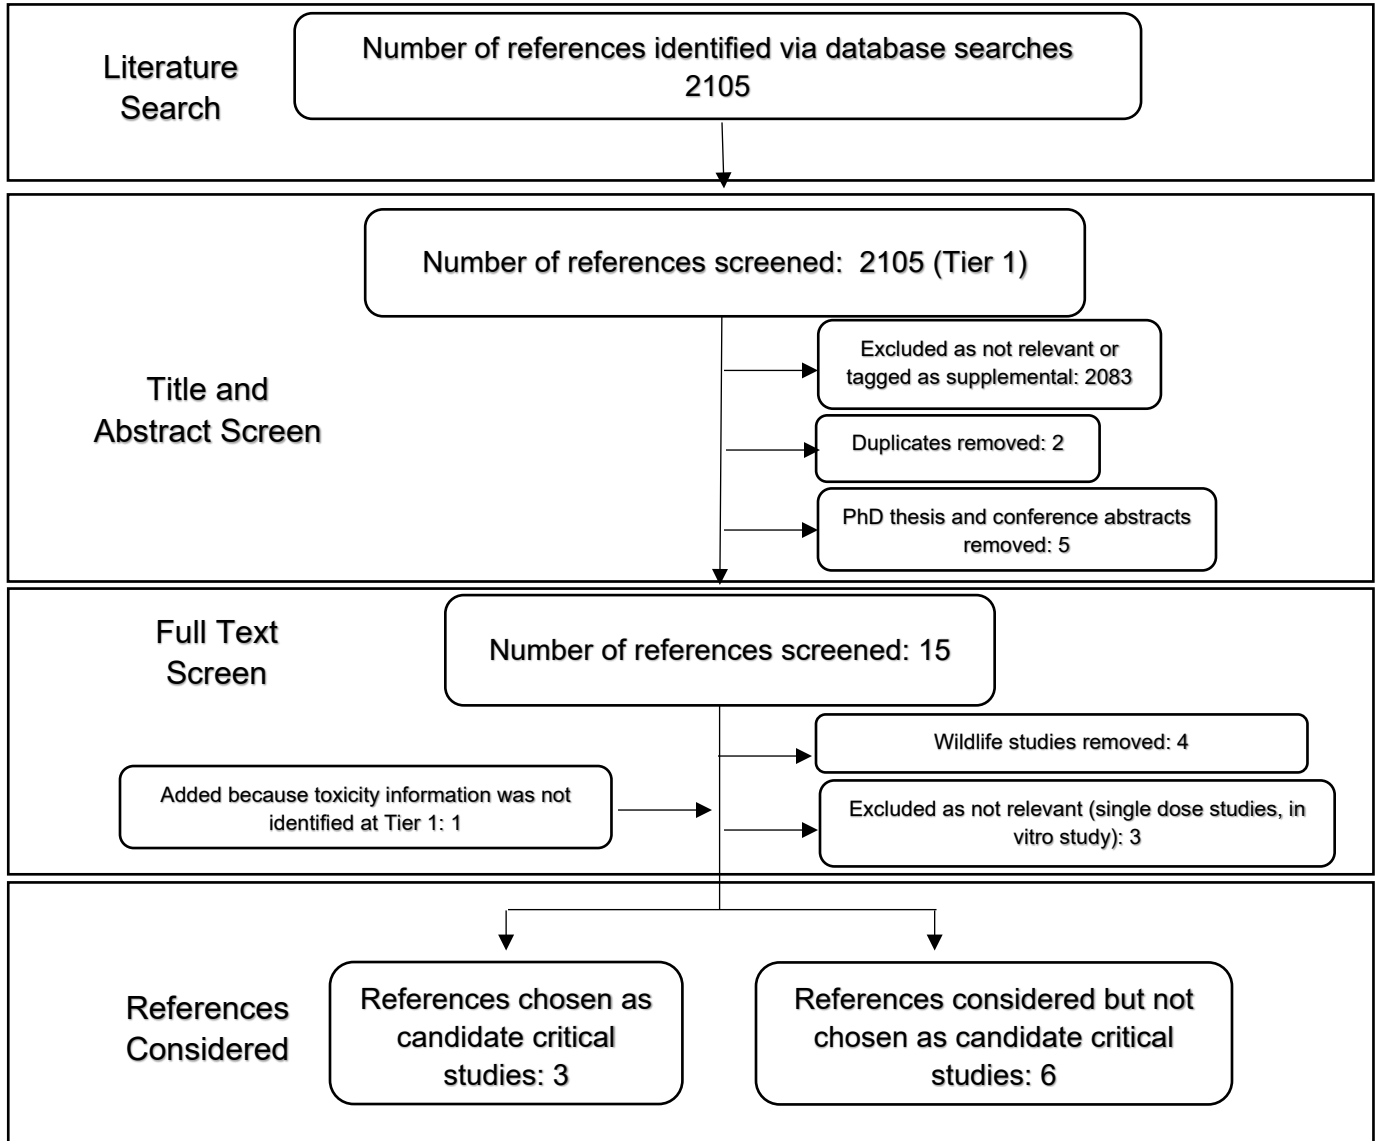 Literature
Search
Number of references identified via database searches
2105
Number of references screened:  2105 (Tier 1)
Title and
Abstract Screen
Excluded as not relevant or
tagged as supplemental: 2083
Duplicates removed: 2
PhD thesis and conference abstracts
removed: 5
Full Text
Screen
Number of references screened: 15
Wildlife studies removed: 4
Added because toxicity information was not
identified at Tier 1: 1
Excluded as not relevant (single dose studies, in
vitro study): 3
References
Considered
References chosen as
candidate critical
studies: 3
References considered but not
chosen as candidate critical
studies: 6